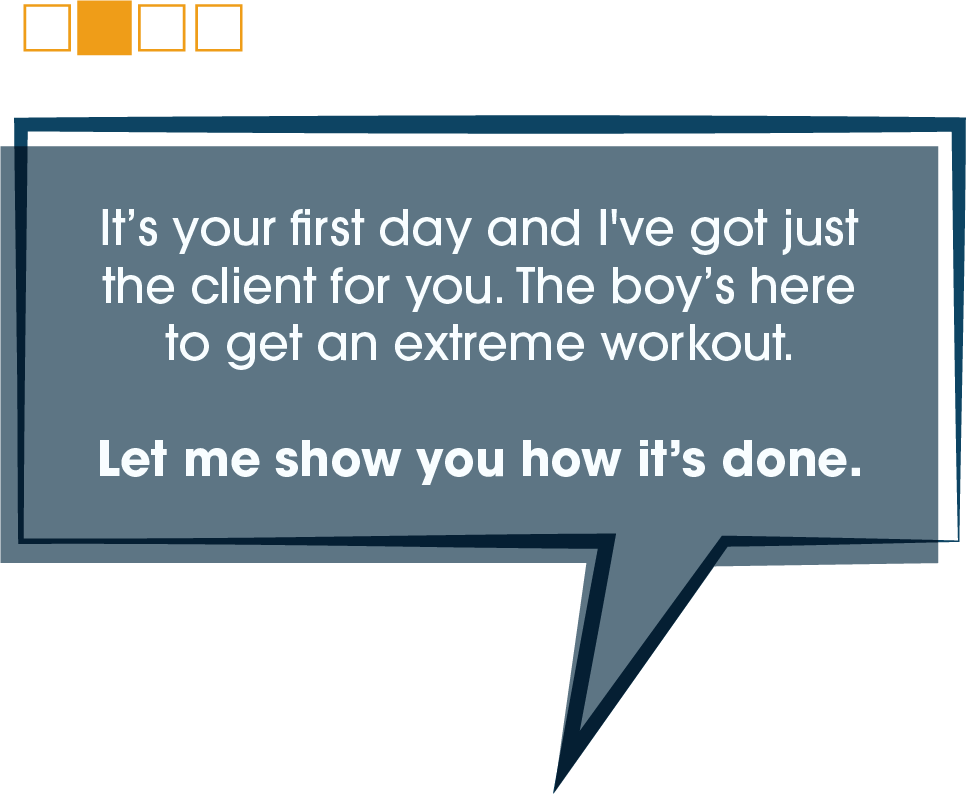 It’s your first day and I've got just
the client for you. The boy’s here
to get an extreme workout.
Let me show you how it’s done.